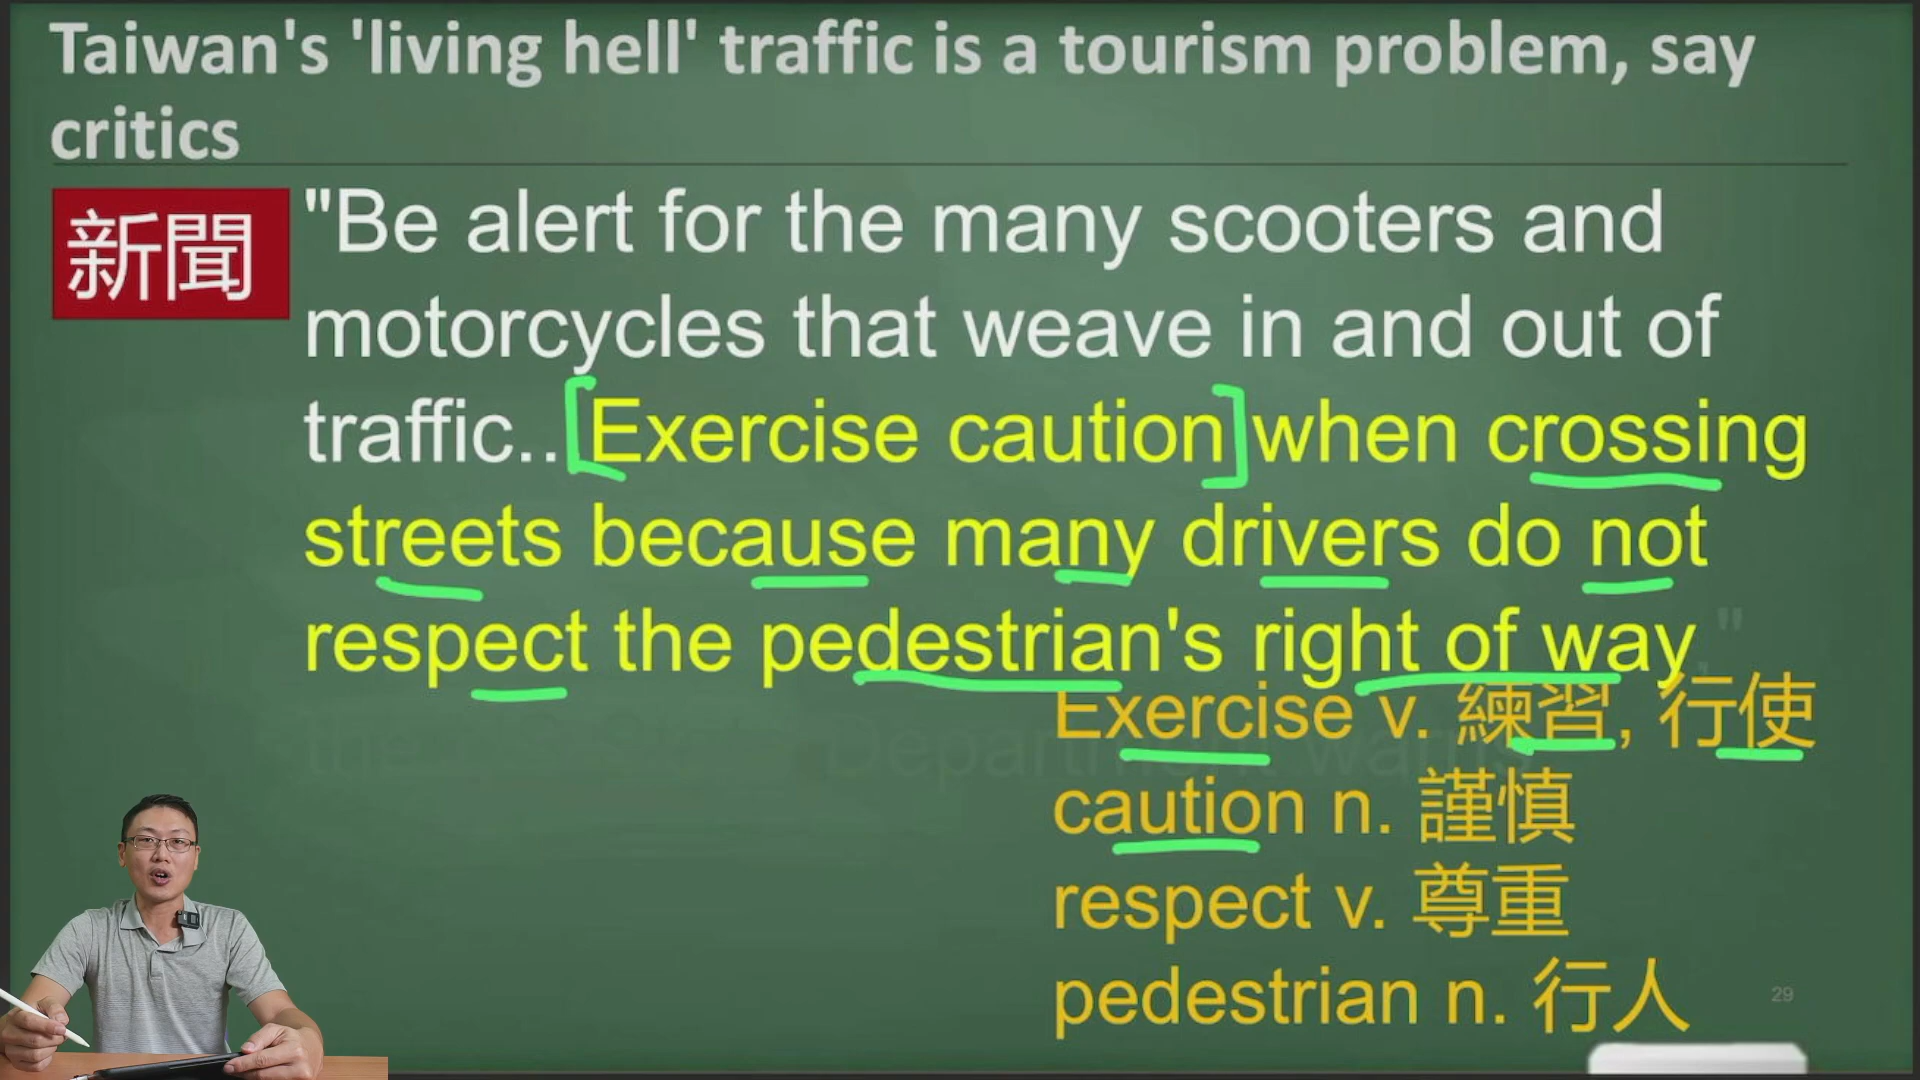 Taiwan's 'living hell' traffic is a tourism problem, say
critics
新聞
"Be alert for the many scooters and
motorcycles that weave in and out of
traffic.. Exercise caution when crossing
streets because many drivers do not
respect the pedestrian's right of way,"
the Department warns
Exercise v. 練習, 行使
caution n. 謹慎
respect v. 尊重
pedestrian n. 行人
29